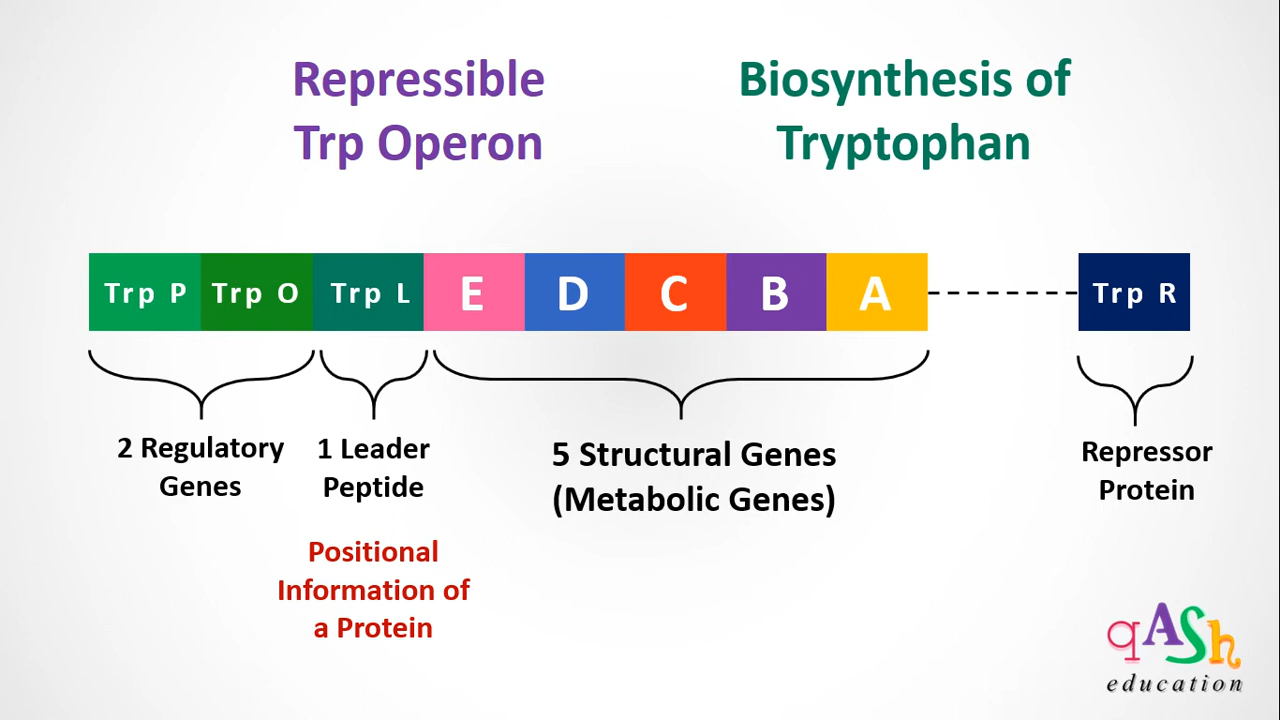 Repressible
Trp Operon
Biosynthesis of
Tryptophan
Trp P Trp O Trp L E D C B A Trp R
2 Regulatory
Genes
1 Leader
Peptide
Positional
Information of
a Protein
5 Structural Genes
(Metabolic Genes)
Repressor
Protein
qASh
education